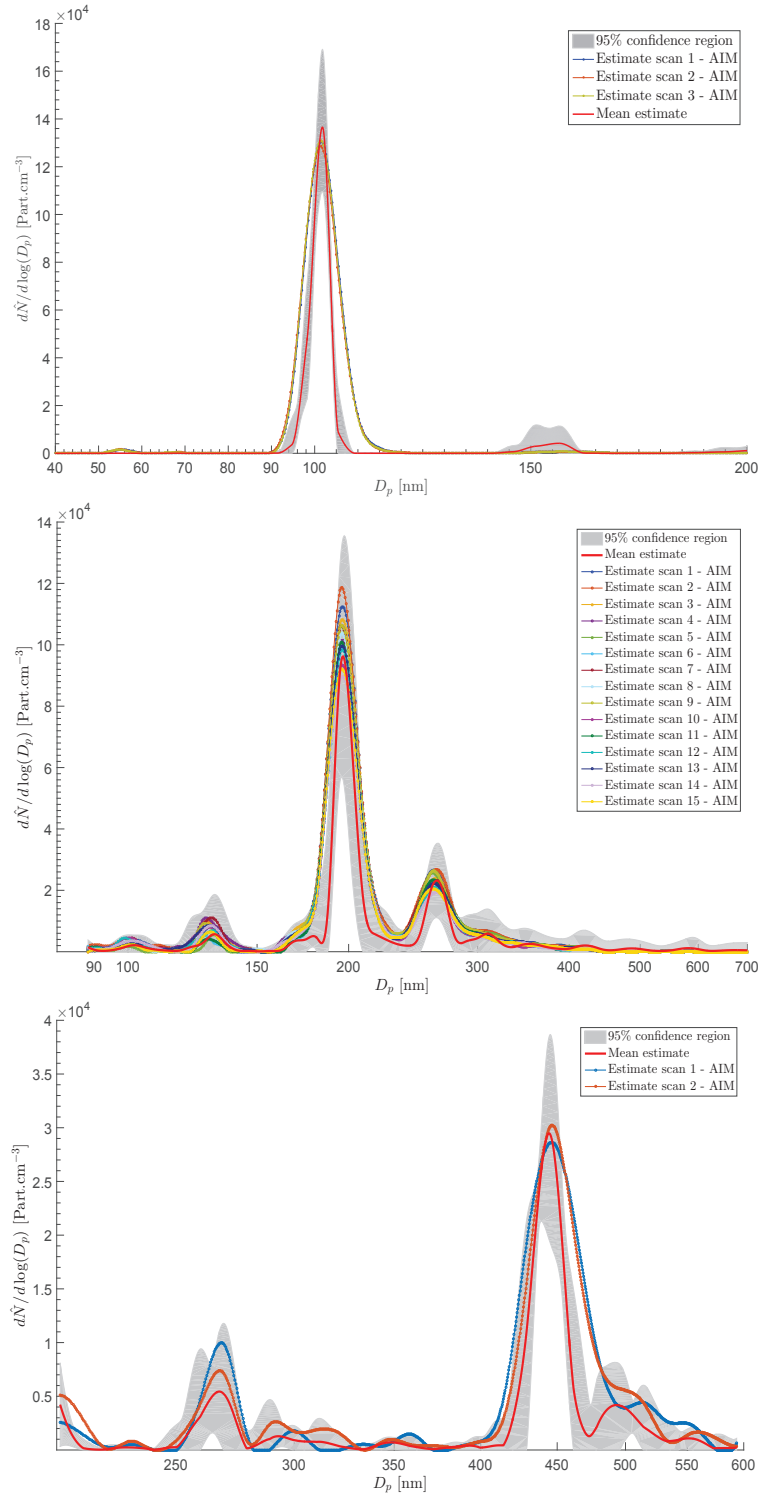 ×10⁴
18
16
14
12
10
8
6
4
2
0
dN̂/d log(D_p) [Part.cm⁻³]
95% confidence region
Estimate scan 1 - AIM
Estimate scan 2 - AIM
Estimate scan 3 - AIM
Mean estimate
40 50 60 70 80 90 100 150 200
D_p [nm]
×10⁴
14
12
10
8
6
4
2
dN̂/d log(D_p) [Part.cm⁻³]
95% confidence region
Mean estimate
Estimate scan 1 - AIM
Estimate scan 2 - AIM
Estimate scan 3 - AIM
Estimate scan 4 - AIM
Estimate scan 5 - AIM
Estimate scan 6 - AIM
Estimate scan 7 - AIM
Estimate scan 8 - AIM
Estimate scan 9 - AIM
Estimate scan 10 - AIM
Estimate scan 11 - AIM
Estimate scan 12 - AIM
Estimate scan 13 - AIM
Estimate scan 14 - AIM
Estimate scan 15 - AIM
90 100 150 200 300 400 500 600 700
D_p [nm]
×10⁴
4
3.5
3
2.5
2
1.5
1
0.5
dN̂/d log(D_p) [Part.cm⁻³]
95% confidence region
Mean estimate
Estimate scan 1 - AIM
Estimate scan 2 - AIM
250 300 350 400 450 500 550 600
D_p [nm]